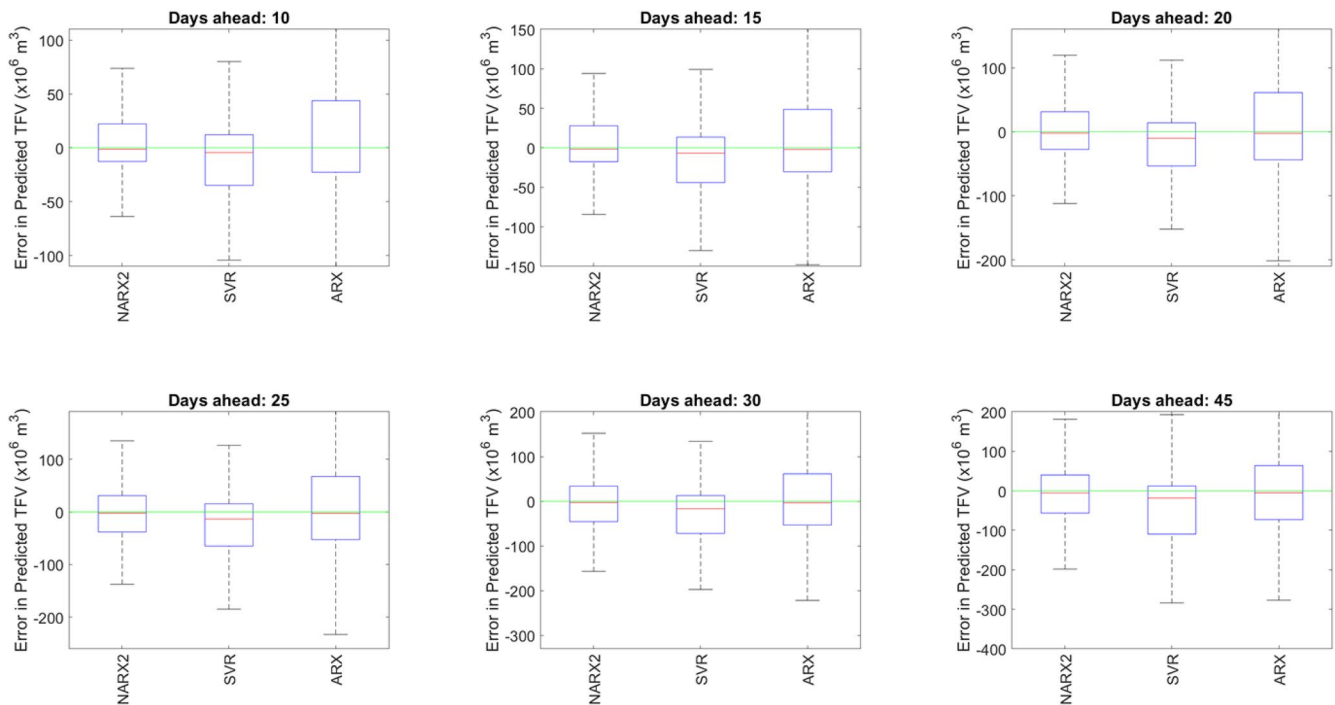 Days ahead: 10
Error in Predicted TFV (x10⁶ m³)
100
50
0
-50
-100
NARX2
SVR
ARX
Days ahead: 15
Error in Predicted TFV (x10⁶ m³)
150
100
50
0
-50
-100
-150
NARX2
SVR
ARX
Days ahead: 20
Error in Predicted TFV (x10⁶ m³)
100
0
-100
-200
NARX2
SVR
ARX
Days ahead: 25
Error in Predicted TFV (x10⁶ m³)
100
0
-100
-200
NARX2
SVR
ARX
Days ahead: 30
Error in Predicted TFV (x10⁶ m³)
200
100
0
-100
-200
-300
NARX2
SVR
ARX
Days ahead: 45
Error in Predicted TFV (x10⁶ m³)
200
100
0
-100
-200
-300
-400
NARX2
SVR
ARX